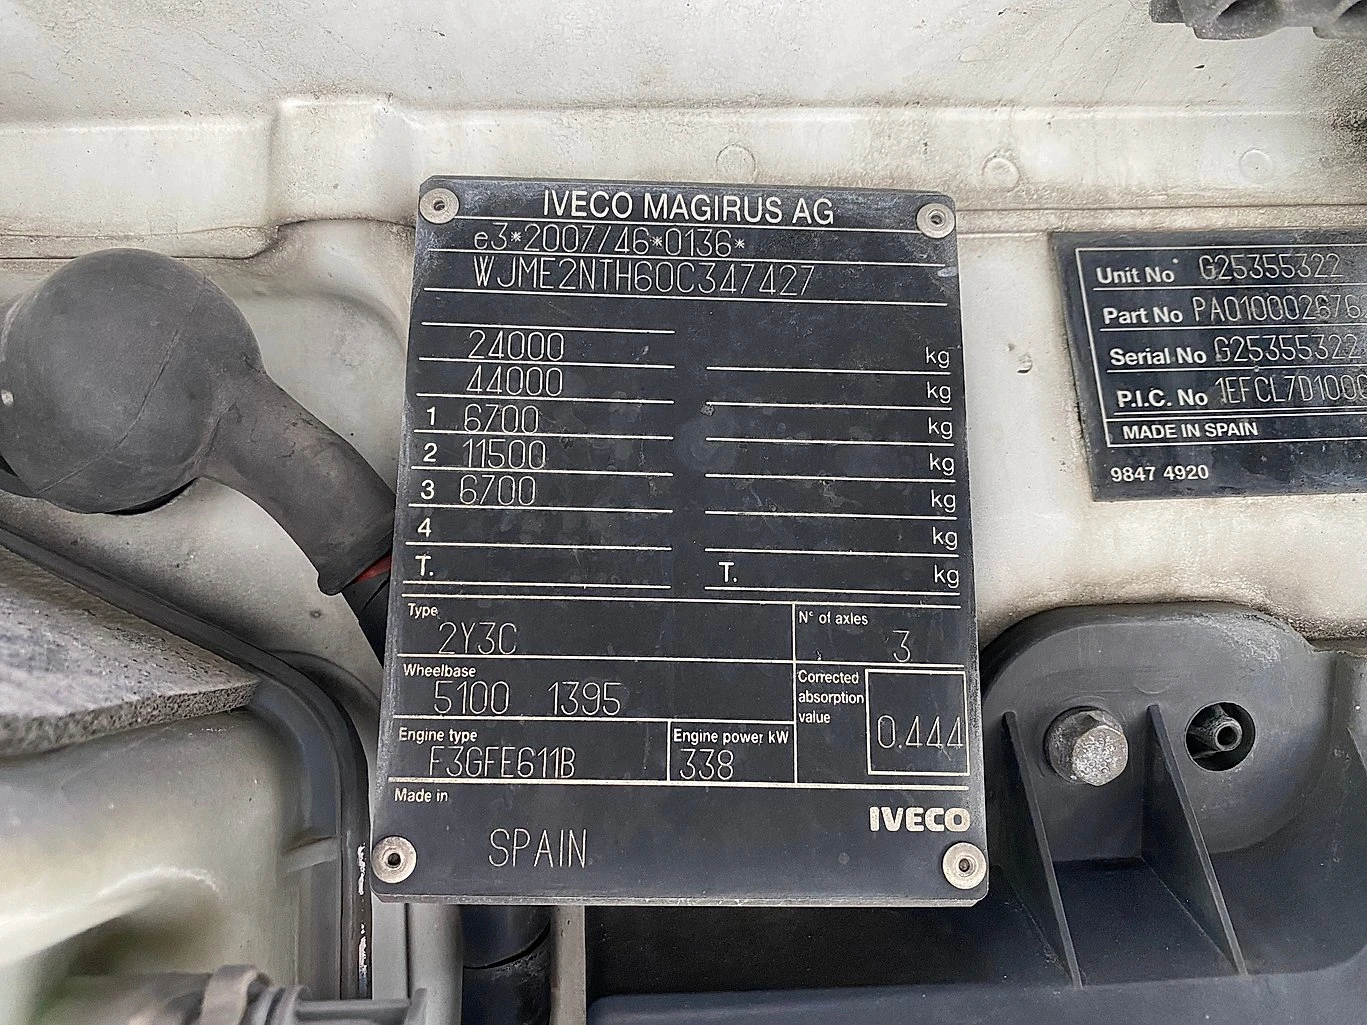 IVECO MAGIRUS AG
e3*2007/46*0136*
WJME2NTH60C347427
24000 kg
44000 kg
1 6700 kg
2 11500 kg
3 6700 kg
4 kg
T. T. kg
Type
2Y3C
N° of axles
3
Wheelbase
5100 1395
Corrected
absorption
value
0.444
Engine type
F3GFE611B
Engine power kW
338
Made in
SPAIN
IVECO
Unit No G25355322
Part No PA010002676
Serial No G25355322
P.I.C. No 1EFCL7D1000
MADE IN SPAIN
9847 4920